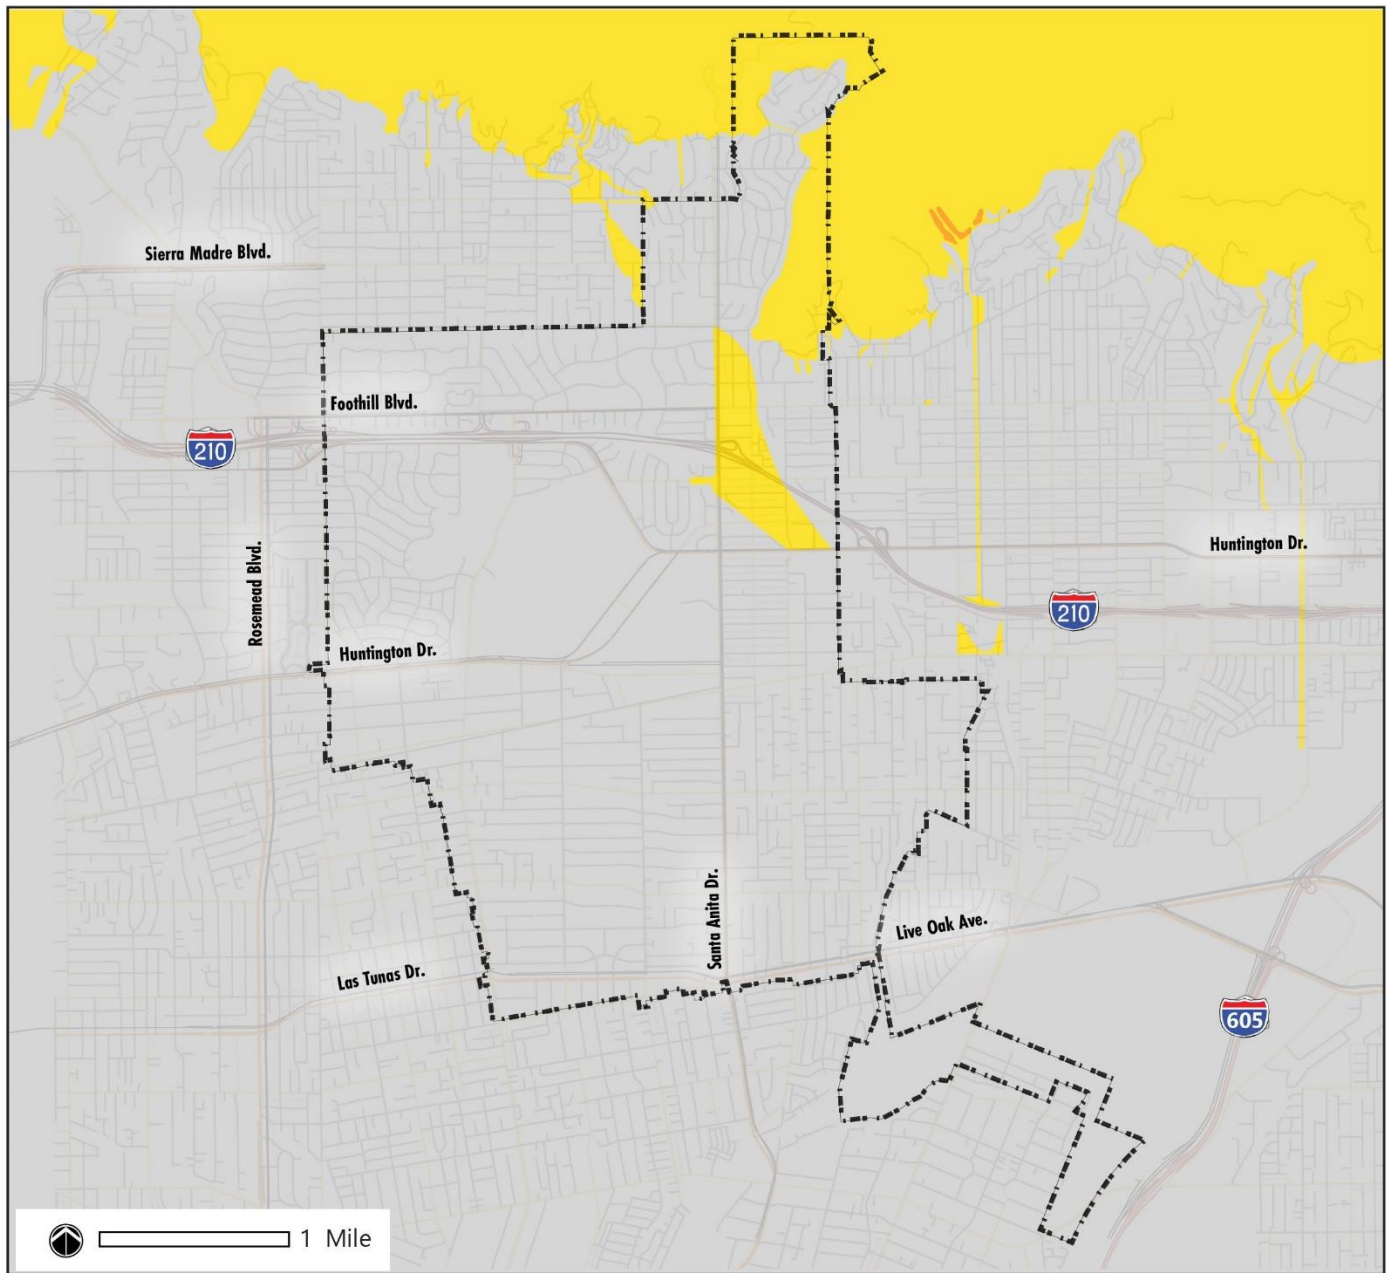 Sierra Madre Blvd.
Foothill Blvd.
210
Rosemead Blvd.
Huntington Dr.
210
Huntington Dr.
Santa Anita Dr.
Live Oak Ave.
Las Tunas Dr.
605
1 Mile